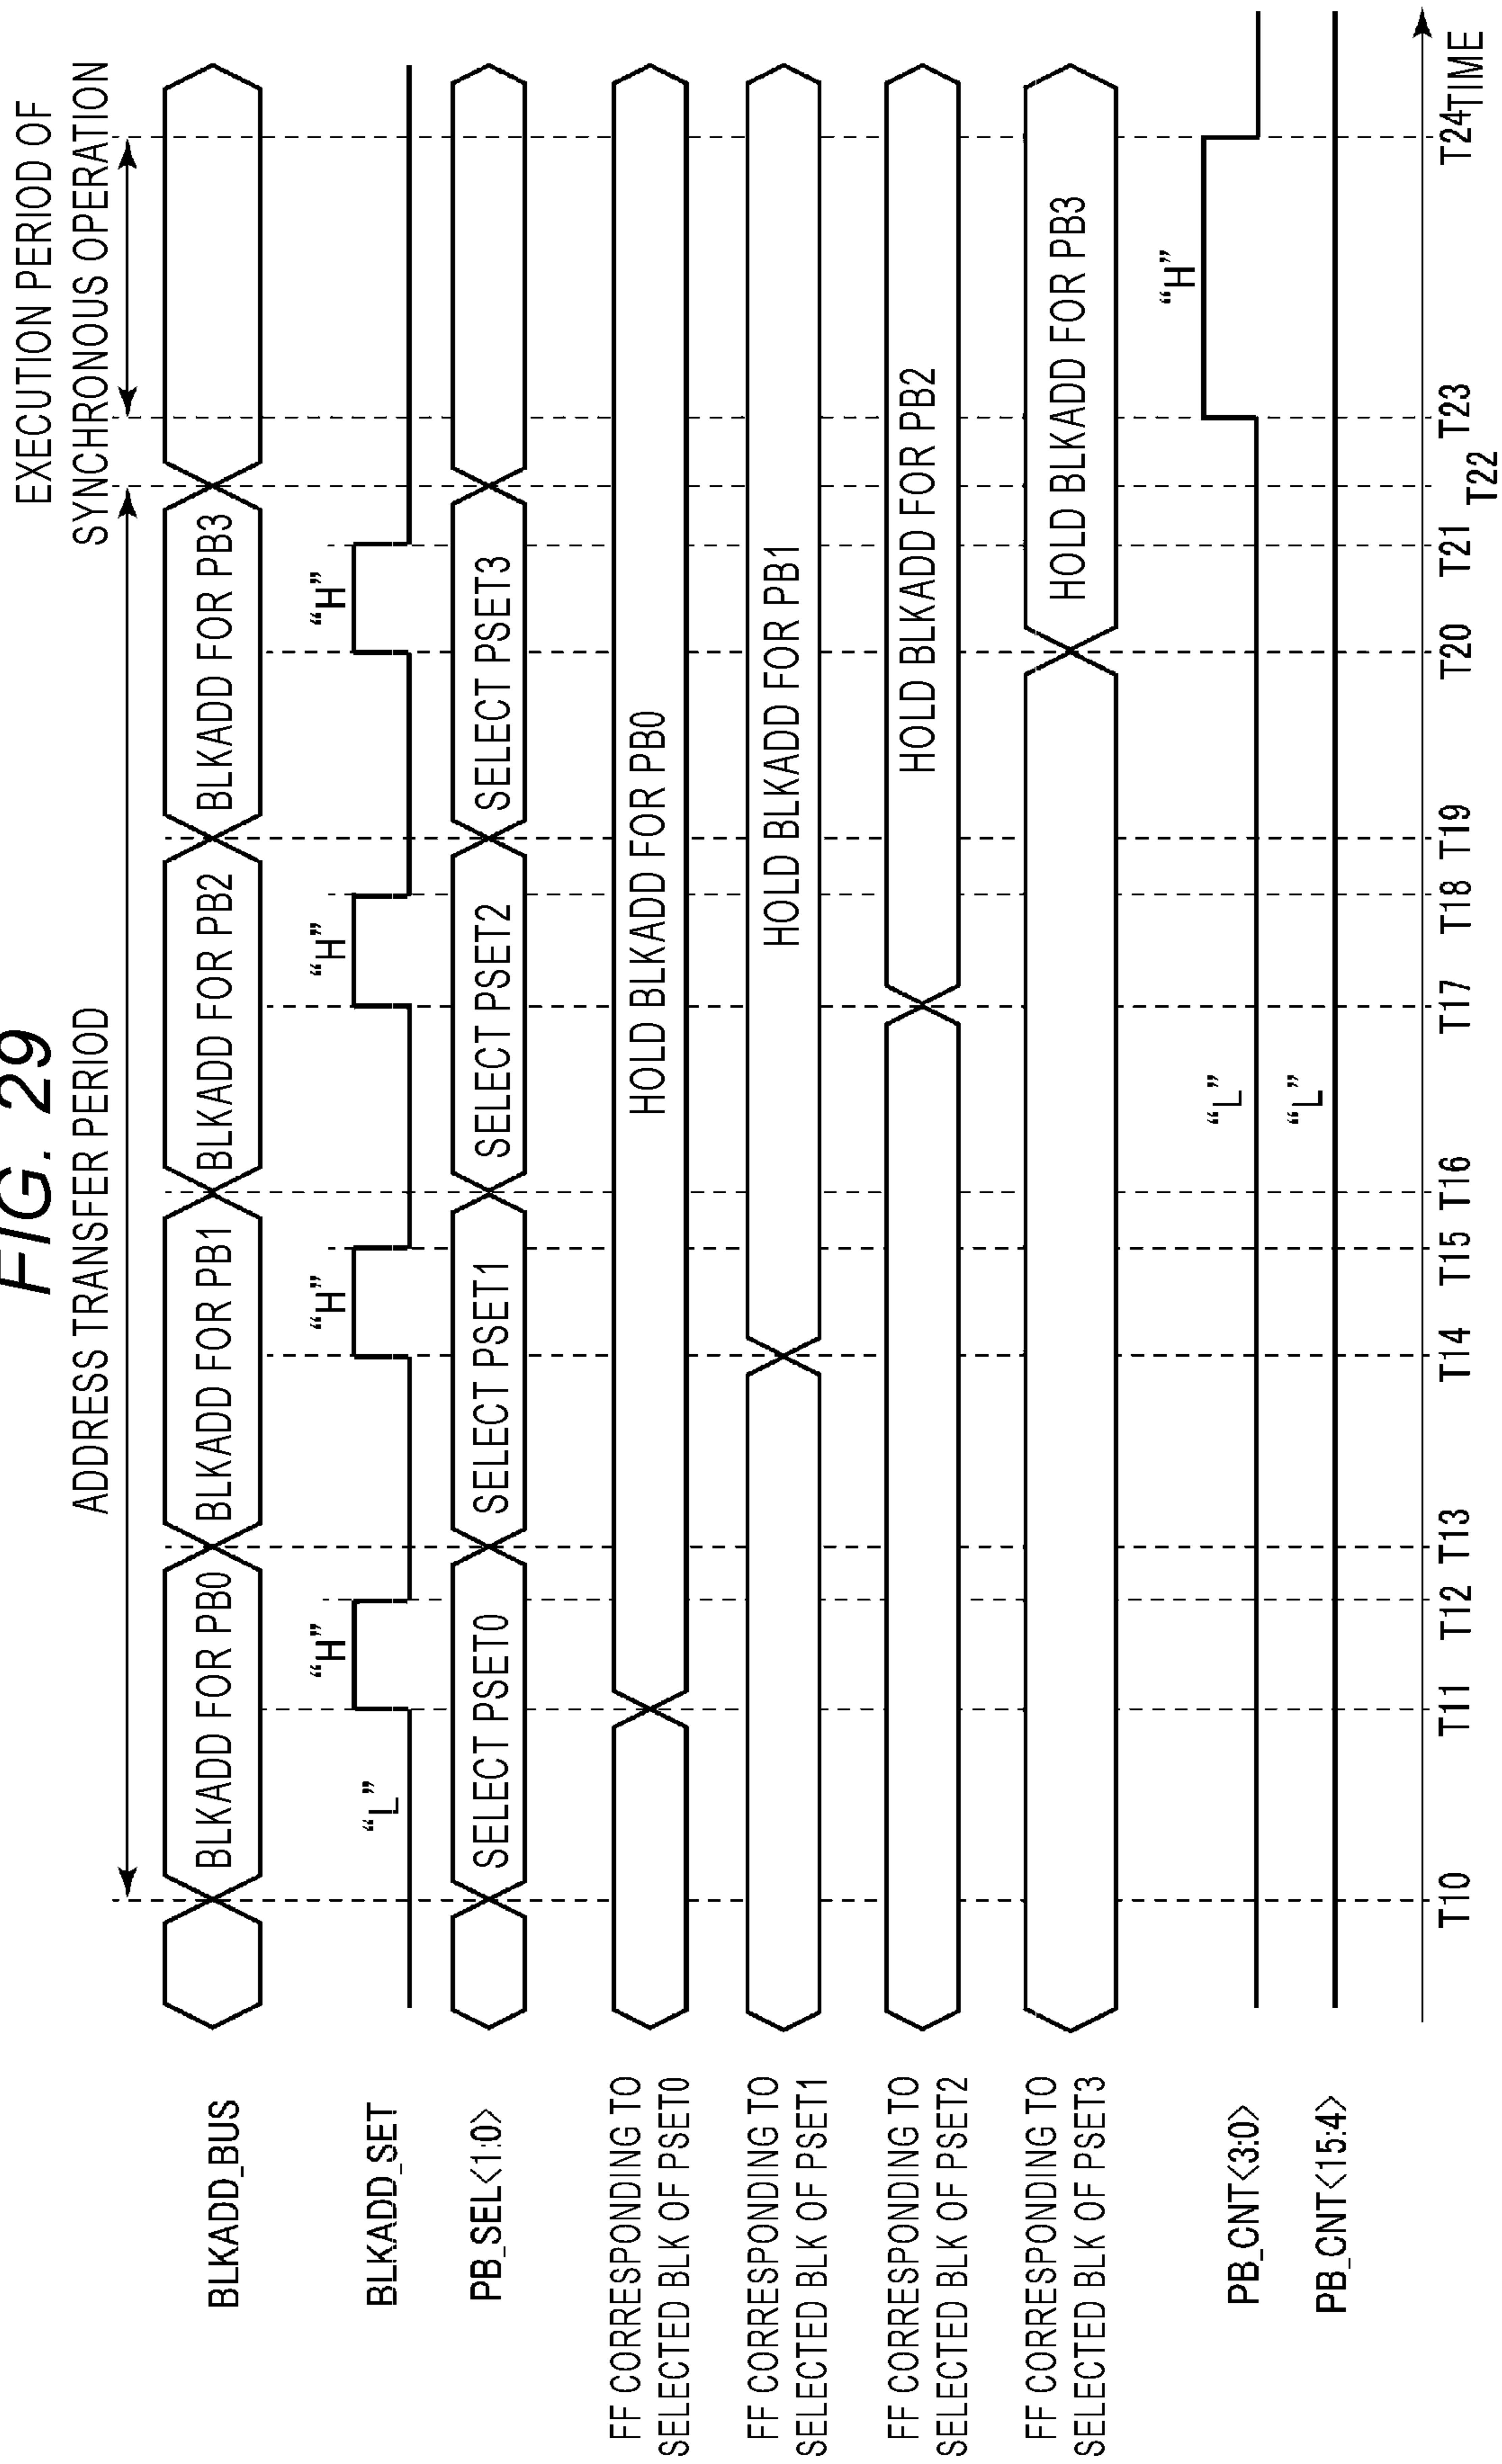 FIG. 29
ADDRESS TRANSFER PERIOD
EXECUTION PERIOD OF
SYNCHRONOUS OPERATION
BLKADD_BUS
BLKADD FOR PB0
BLKADD FOR PB1
BLKADD FOR PB2
BLKADD FOR PB3
BLKADD_SET
“L”
“H”
“H”
“H”
“H”
PB_SEL<1:0>
SELECT PSET0
SELECT PSET1
SELECT PSET2
SELECT PSET3
FF CORRESPONDING TO
SELECTED BLK OF PSET0
HOLD BLKADD FOR PB0
FF CORRESPONDING TO
SELECTED BLK OF PSET1
HOLD BLKADD FOR PB1
FF CORRESPONDING TO
SELECTED BLK OF PSET2
HOLD BLKADD FOR PB2
FF CORRESPONDING TO
SELECTED BLK OF PSET3
HOLD BLKADD FOR PB3
PB_CNT<3:0>
“L”
“H”
PB_CNT<15:4>
“L”
T10
T11
T12
T13
T14
T15
T16
T17
T18
T19
T20
T21
T22
T23
T24
TIME